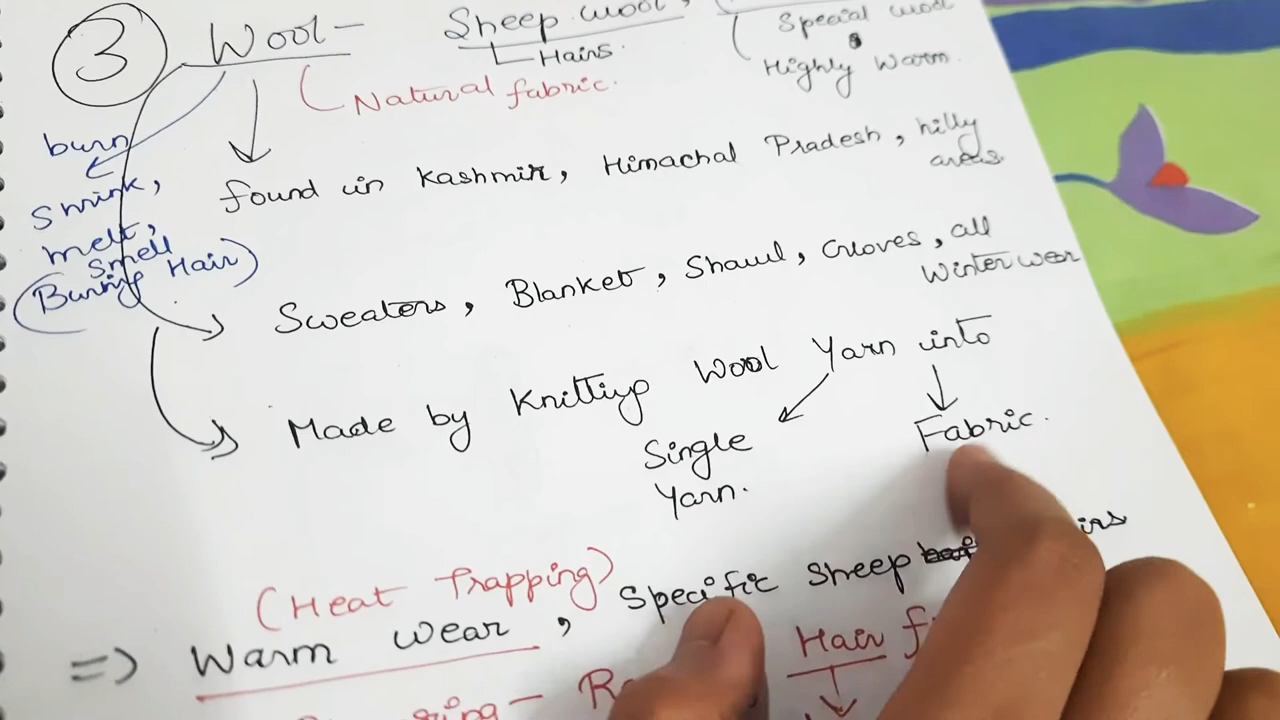 3 Wool - Sheep wool,
Hairs.
Special wool
Highly Warm.
(Natural fabric.
burn
Shrink,
melt,
Smell
(Burning Hair)
found in Kashmir, Himachal Pradesh, hilly
areas.
Sweaters, Blanket, Shawl, Gloves, all
Winter wear
Made by Knitting Wool Yarn into
Single
Yarn.
Fabric.
(Heat Trapping)
=> Warm wear, Specific Sheep
Hair